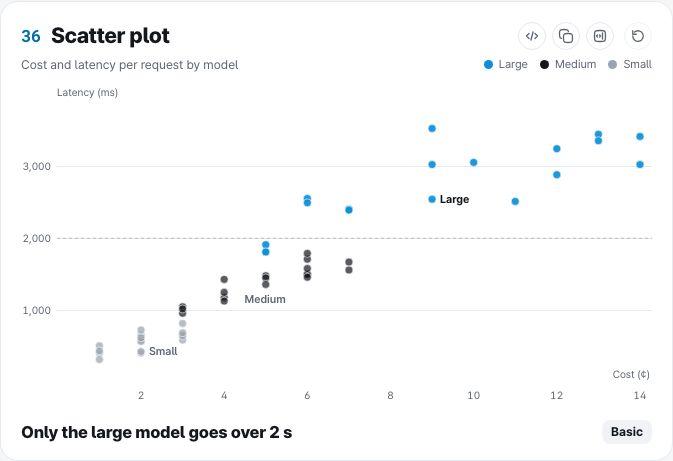 36 Scatter plot
Cost and latency per request by model
Large Medium Small
Latency (ms)
3,000
Large
2,000
Medium
1,000
Small
Cost (¢)
2 4 6 8 10 12 14
Only the large model goes over 2 s
Basic